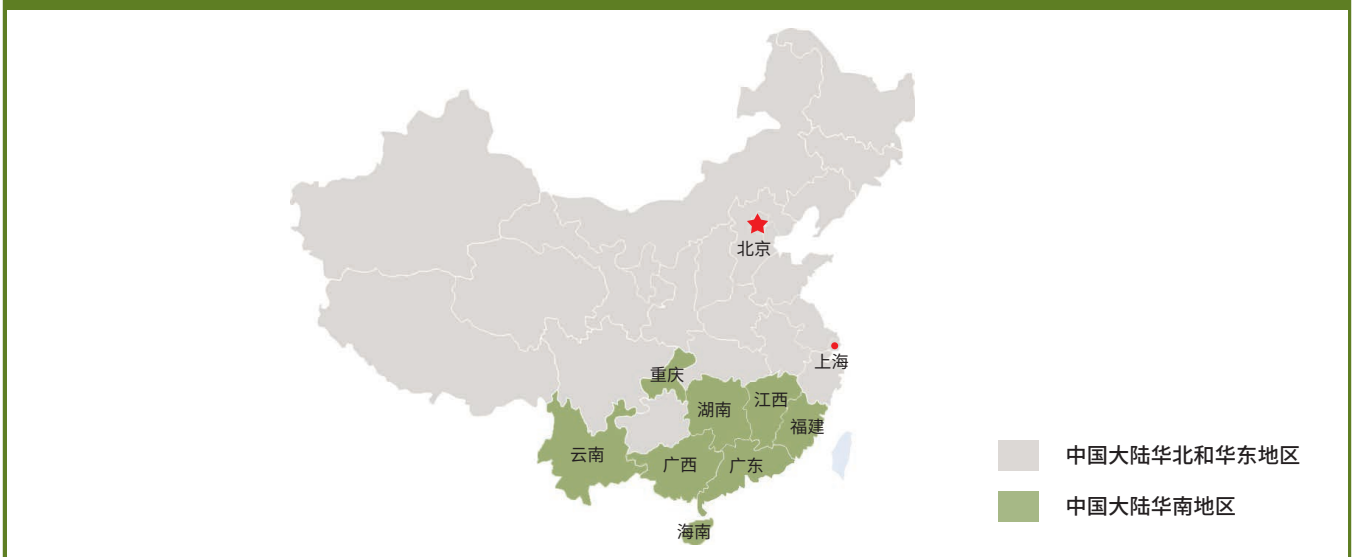 北京
上海
重庆
江西
湖南
福建
云南
广西
广东
海南
中国大陆华北和华东地区
中国大陆华南地区